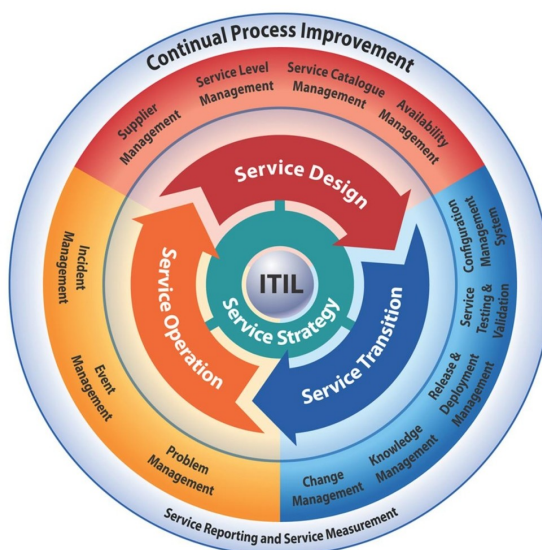 Continual Process Improvement
Supplier
Management
Service Level
Management
Service Catalogue
Management
Availability
Management
Service Design
Configuration
Management
System
Service
Testing &
Validation
Release &
Deployment
Management
Knowledge
Management
Change
Management
Service Transition
ITIL
Service Strategy
Service Operation
Incident
Management
Event
Management
Problem
Management
Service Reporting and Service Measurement